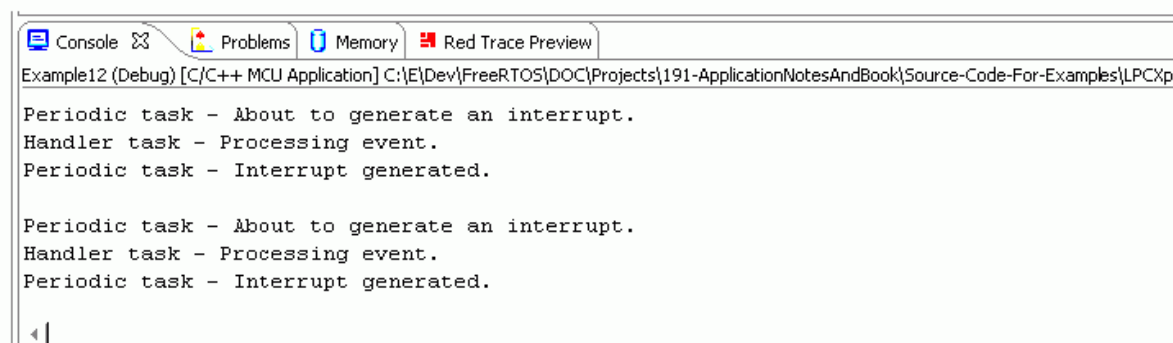 Console Problems Memory Red Trace Preview
Example12 (Debug) [C/C++ MCU Application] C:\E\Dev\FreeRTOS\DOC\Projects\191-ApplicationNotesAndBook\Source-Code-For-Examples\LPCXp
Periodic task - About to generate an interrupt.
Handler task - Processing event.
Periodic task - Interrupt generated.
Periodic task - About to generate an interrupt.
Handler task - Processing event.
Periodic task - Interrupt generated.